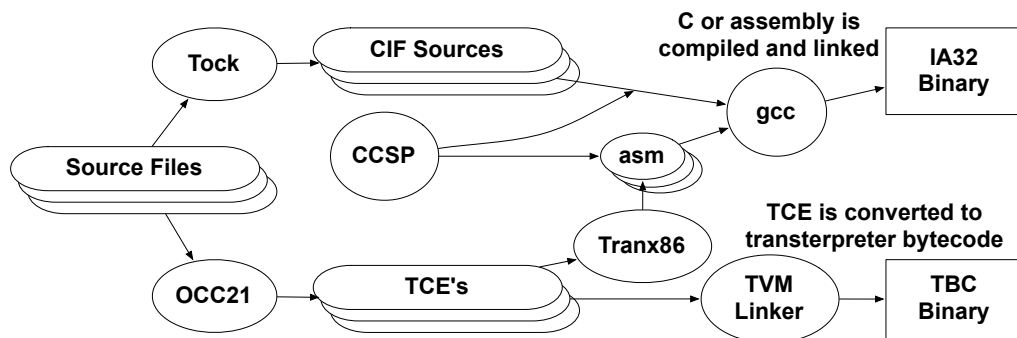 Tock
CIF Sources
C or assembly is
compiled and linked
IA32
Binary
gcc
CCSP
asm
Source Files
Tranx86
TCE is converted to
transterpreter bytecode
OCC21
TCE's
TVM
Linker
TBC
Binary